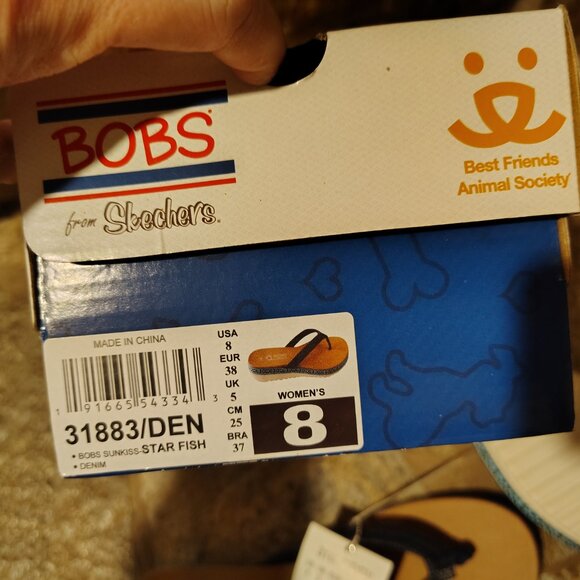 BOBS
from Skechers
Best Friends
Animal Society
MADE IN CHINA
1 91665 54334 3
31883/DEN
• BOBS SUNKISS-STAR FISH
• DENIM
USA
8
EUR
38
UK
5
CM
25
BRA
37
WOMEN'S
8